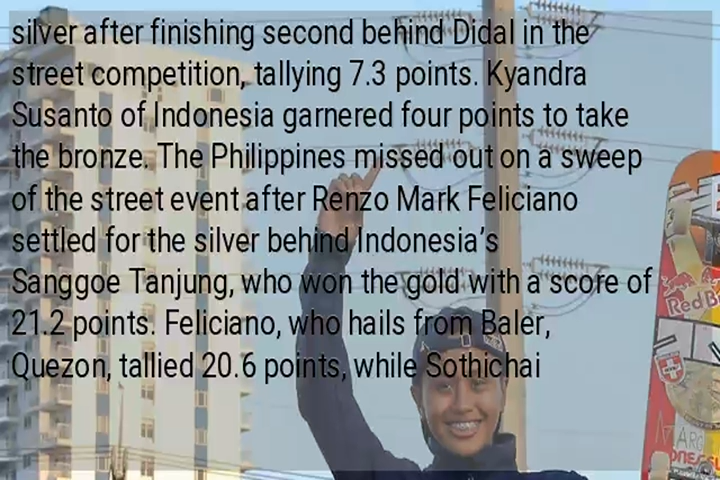 silver after finishing second behind Didal in the
street competition, tallying 7.3 points. Kyandra
Susanto of Indonesia garnered four points to take
the bronze. The Philippines missed out on a sweep
of the street event after Renzo Mark Feliciano
settled for the silver behind Indonesia’s
Sanggoe Tanjung, who won the gold with a score of
21.2 points. Feliciano, who hails from Baler,
Quezon, tallied 20.6 points, while Sothichai
RedB